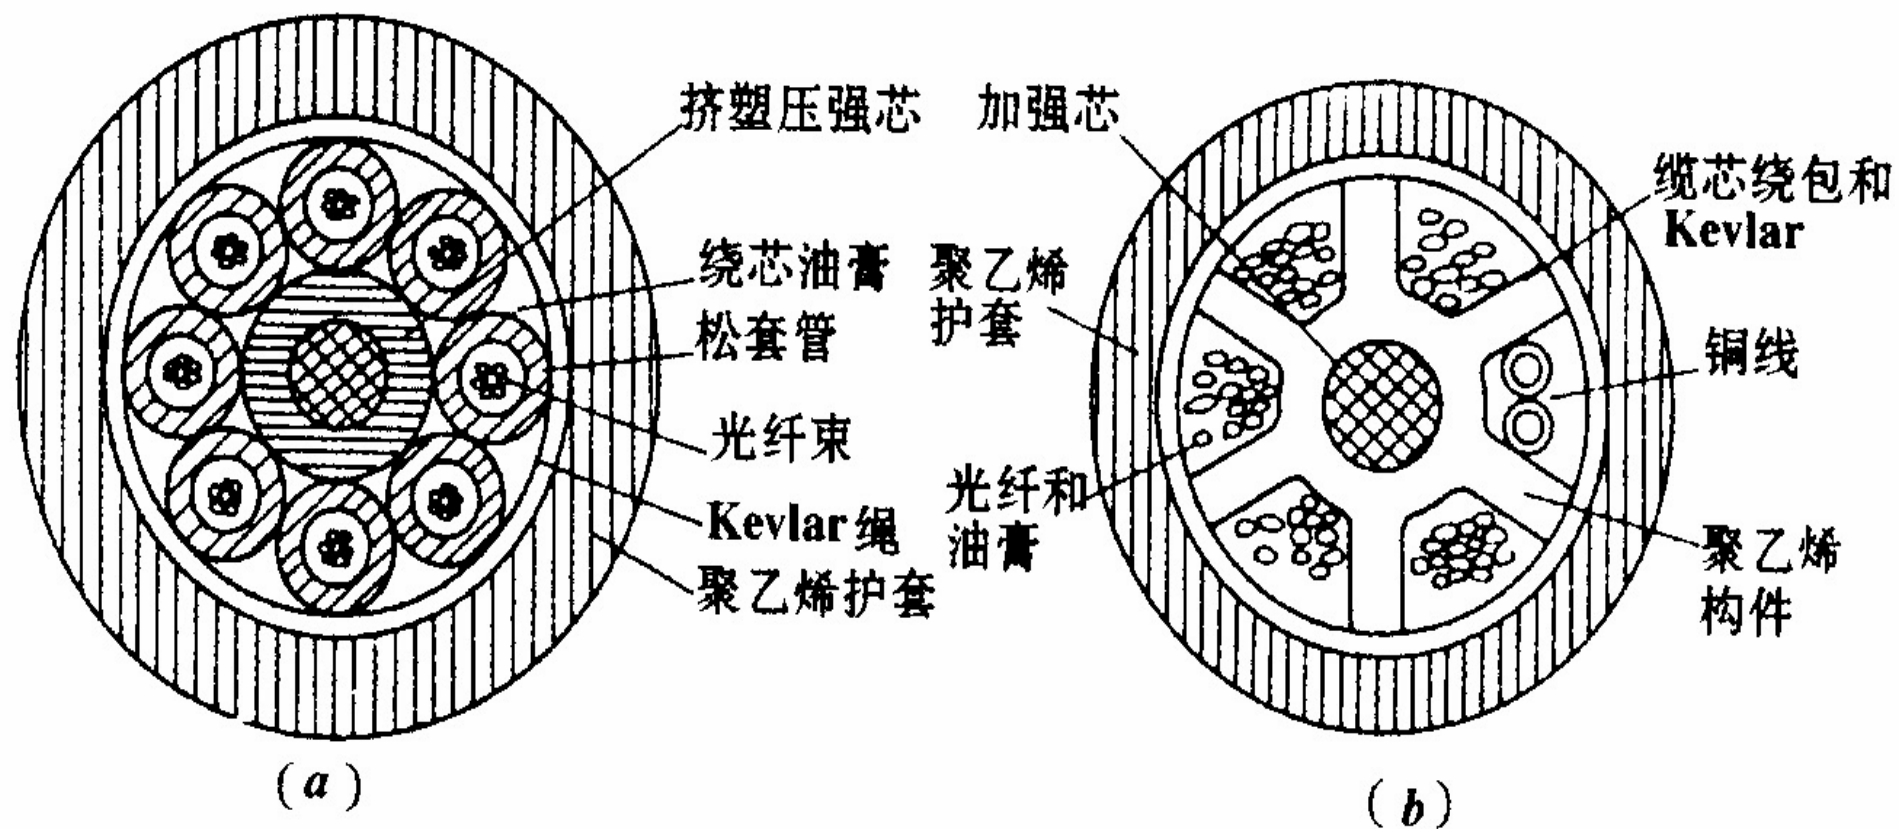 挤塑压强芯
绕芯油膏
松套管
光纤束
Kevlar绳
聚乙烯护套
(a)
加强芯
聚乙烯
护套
光纤和
油膏
缆芯绕包和
Kevlar
铜线
聚乙烯
构件
(b)